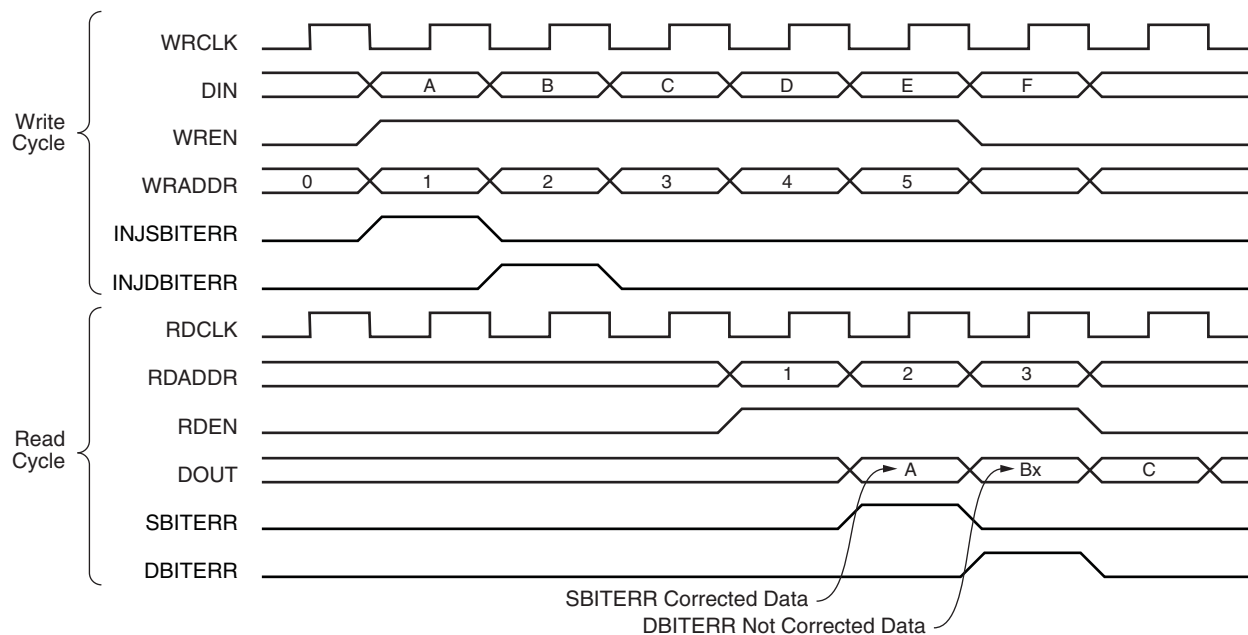 WRCLK
DIN A B C D E F
Write
Cycle
WREN
WRADDR 0 1 2 3 4 5
INJSBITERR
INJDBITERR
RDCLK
RDADDR 1 2 3
RDEN
Read
Cycle
DOUT A Bx C
SBITERR
DBITERR
SBITERR Corrected Data
DBITERR Not Corrected Data